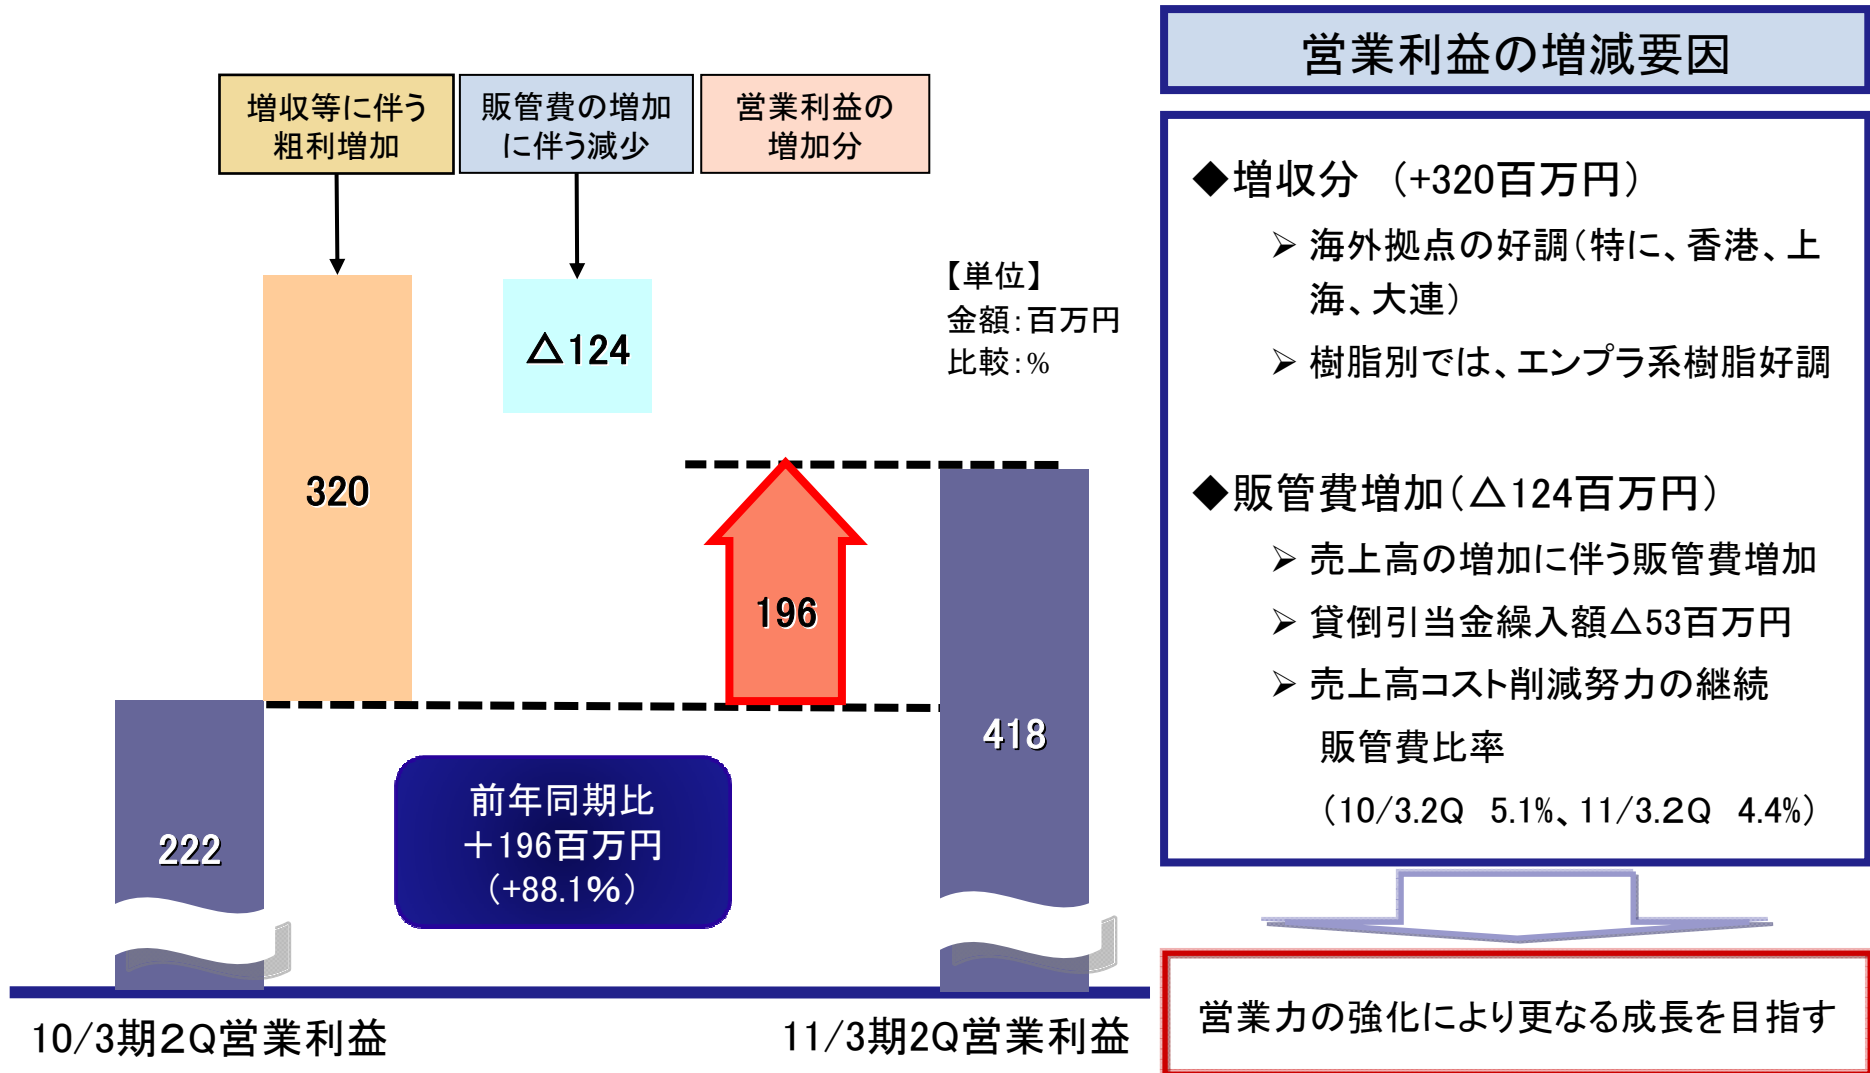 増収等に伴う
粗利増加
販管費の増加
に伴う減少
営業利益の
増加分
320
△124
【単位】
金額:百万円
比較:%
196
222
418
前年同期比
＋196百万円
(+88.1%)
10/3期2Q営業利益
11/3期2Q営業利益
営業利益の増減要因
◆増収分 (+320百万円)
➢ 海外拠点の好調(特に、香港、上
海、大連)
➢ 樹脂別では、エンプラ系樹脂好調
◆販管費増加(△124百万円)
➢ 売上高の増加に伴う販管費増加
➢ 貸倒引当金繰入額△53百万円
➢ 売上高コスト削減努力の継続
販管費比率
(10/3.2Q 5.1%、11/3.2Q 4.4%)
営業力の強化により更なる成長を目指す